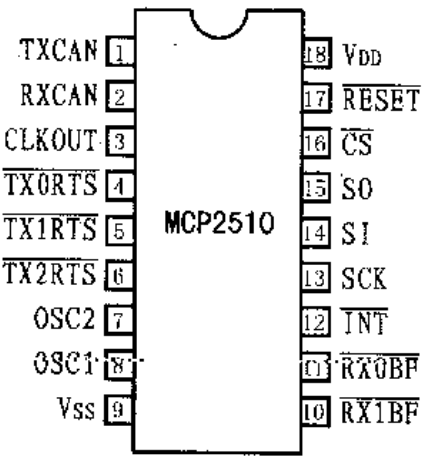 TXCAN 1 18 VDD
RXCAN 2 17 RESET
CLKOUT 3 16 CS
TX0RTS 4 15 SO
TX1RTS 5 MCP2510 14 SI
TX2RTS 6 13 SCK
OSC2 7 12 INT
OSC1 8 11 RX0BF
VSS 9 10 RX1BF